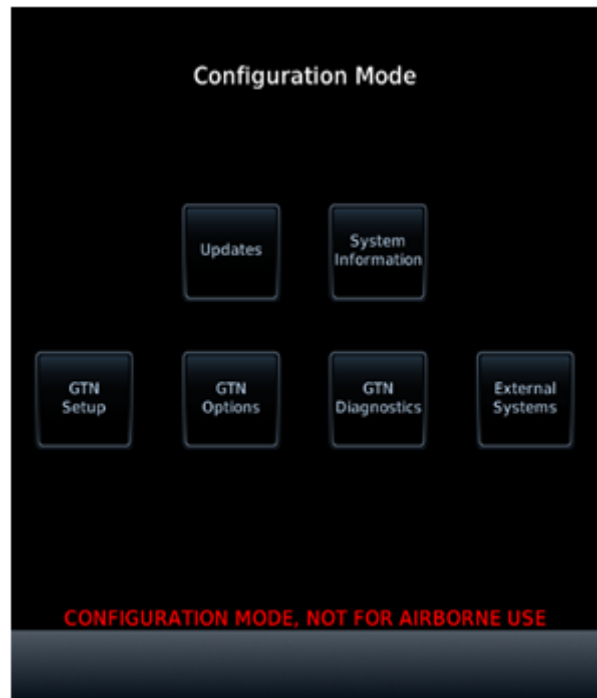 Configuration Mode
Updates
System
Information
GTN
Setup
GTN
Options
GTN
Diagnostics
External
Systems
CONFIGURATION MODE, NOT FOR AIRBORNE USE